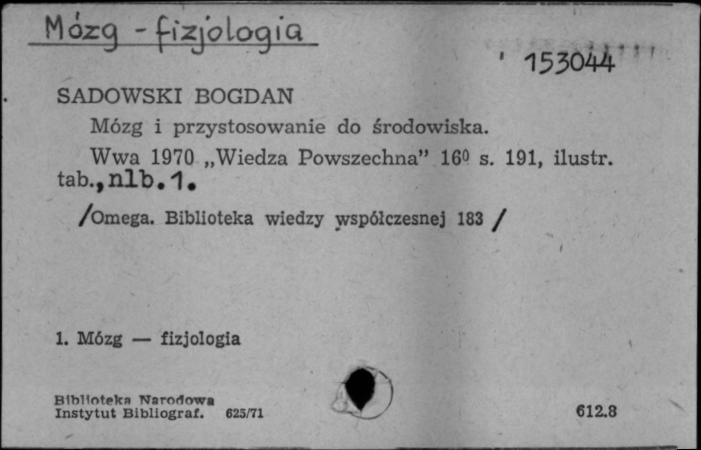 Mózg - fizjologia
153044
SADOWSKI BOGDAN
Mózg i przystosowanie do środowiska.
Wwa 1970 „Wiedza Powszechna” 16⁰ s. 191, ilustr.
tab., nlb. 1.
/Omega. Biblioteka wiedzy współczesnej 183 /
1. Mózg — fizjologia
Biblioteka Narodowa
Instytut Bibliograf. 625/71
612.8